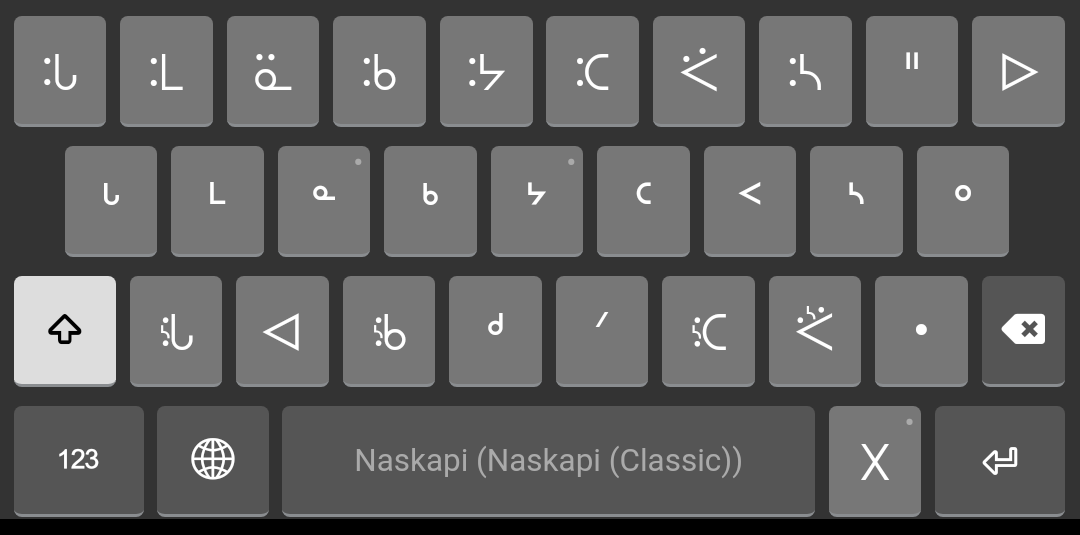 ᒠ ᒺ ᓏ ᒂ ᔽ ᑥ ᑈ ᔄ ᐦ ᐅ
ᒡ ᒻ ᓐ ᒃ ᔾ ᑦ ᑉ ᔅ ᐤ
ᔏ ᐊ ᔎ ᒄ ᐟ ᔍ ᔌ ᐧ
123 Naskapi (Naskapi (Classic)) ᙭